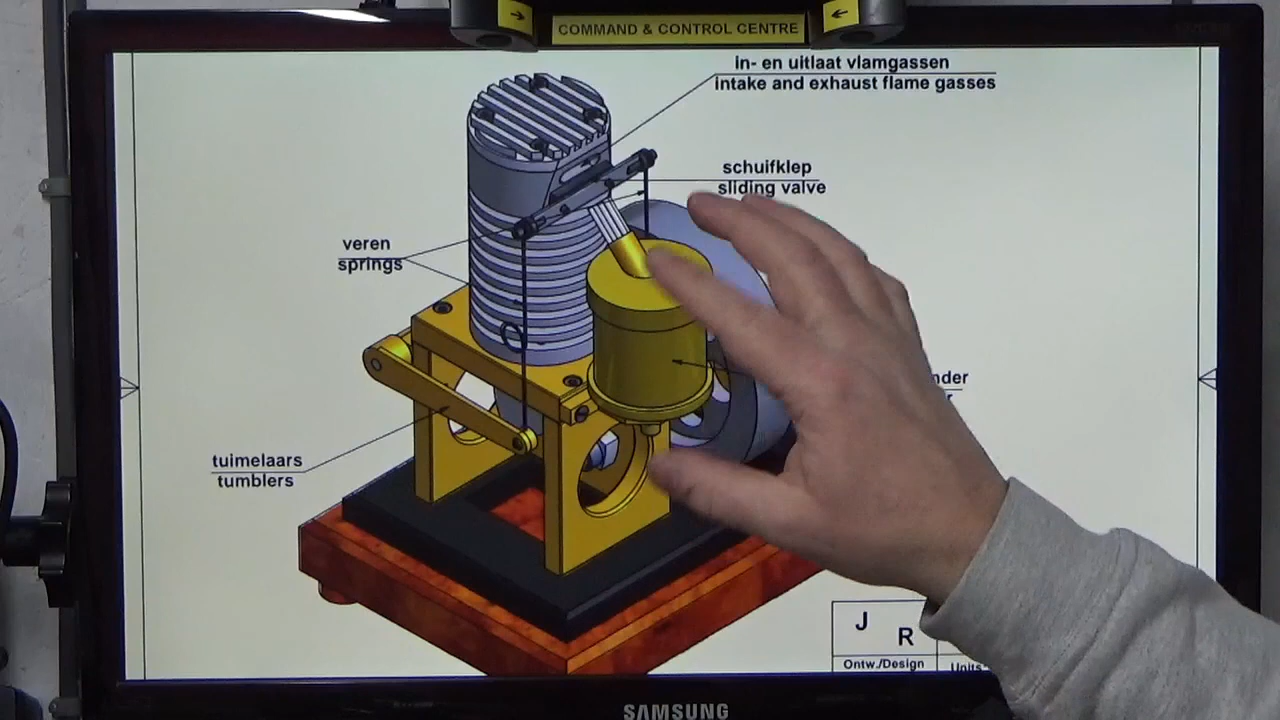 COMMAND & CONTROL CENTRE
in- en uitlaat vlamgassen
intake and exhaust flame gasses
schuifklep
sliding valve
veren
springs
tuimelaars
tumblers
J
R
Ontw./Design
Units
SAMSUNG